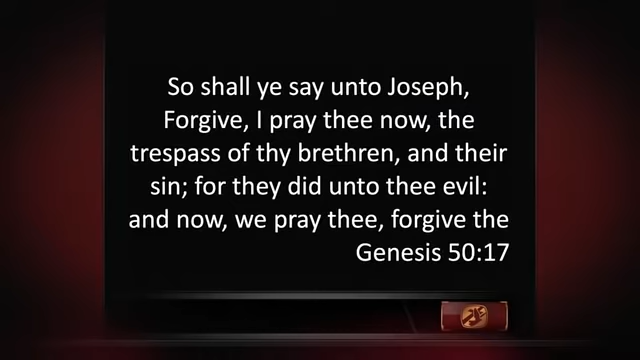 So shall ye say unto Joseph,
Forgive, I pray thee now, the
trespass of thy brethren, and their
sin; for they did unto thee evil:
and now, we pray thee, forgive the
Genesis 50:17